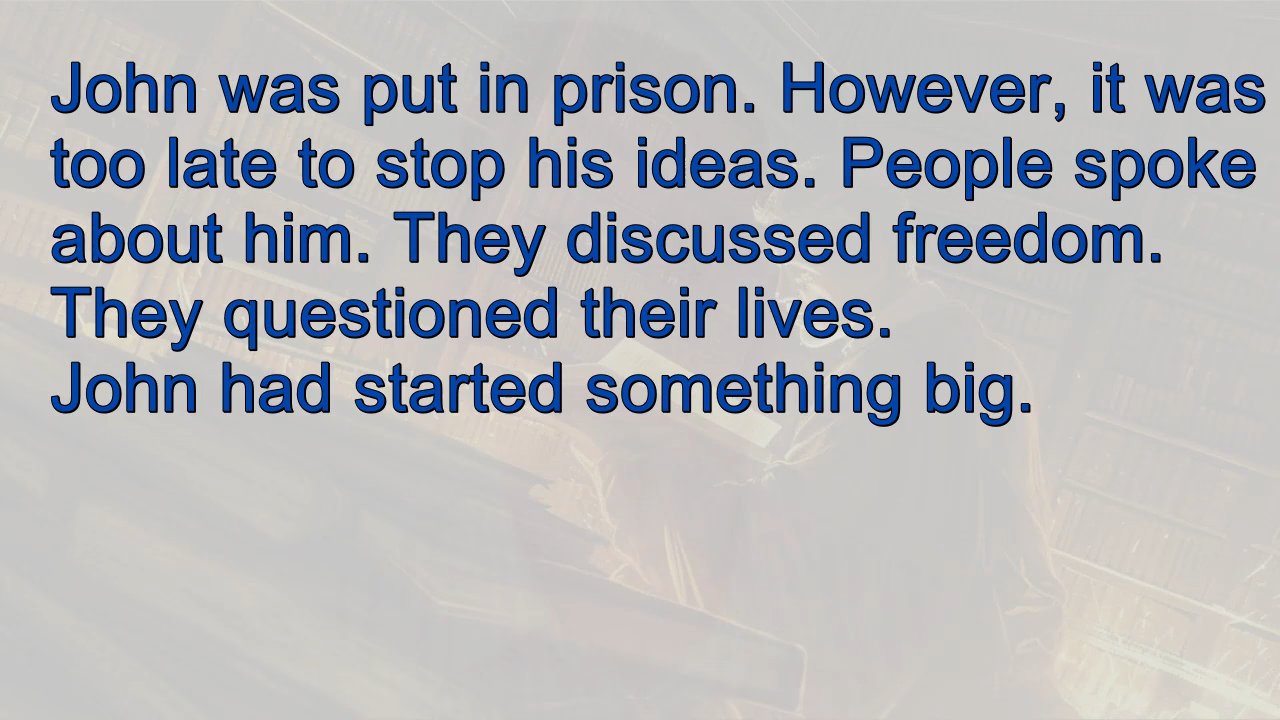 John was put in prison. However, it was
too late to stop his ideas. People spoke
about him. They discussed freedom.
They questioned their lives.
John had started something big.